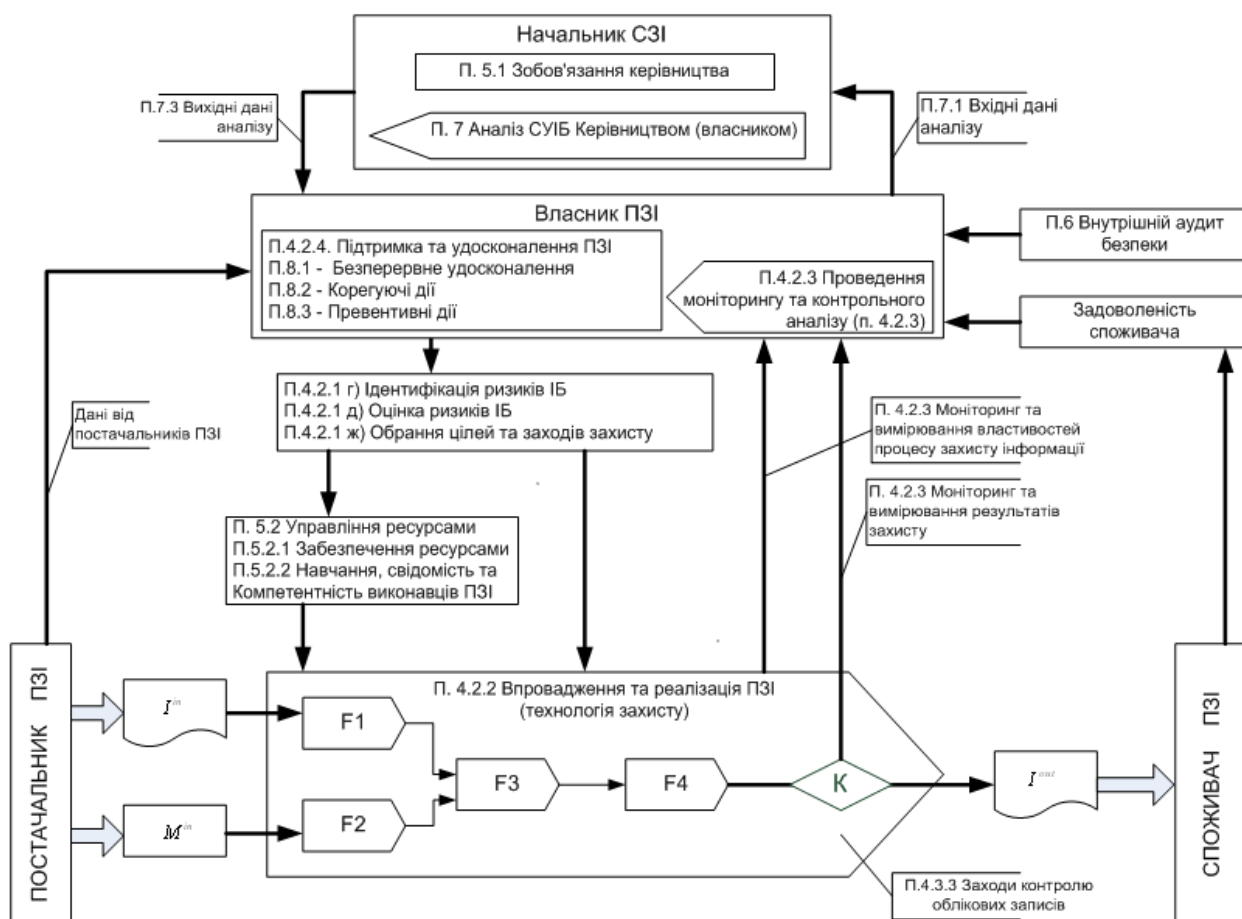 Начальник СЗІ
П. 5.1 Зобов'язання керівництва
П. 7 Аналіз СУІБ Керівництвом (власником)
П.7.3 Вихідні дані
аналізу
П.7.1 Вхідні дані
аналізу
Власник ПЗІ
П.4.2.4. Підтримка та удосконалення ПЗІ
П.8.1 - Безперервне удосконалення
П.8.2 - Корегуючі дії
П.8.3 - Превентивні дії
П.4.2.3 Проведення
моніторингу та контрольного
аналізу (п. 4.2.3)
П.6 Внутрішній аудит
безпеки
Задоволеність
споживача
П.4.2.1 г) Ідентифікація ризиків ІБ
П.4.2.1 д) Оцінка ризиків ІБ
П.4.2.1 ж) Обрання цілей та заходів захисту
Дані від
постачальників ПЗІ
П. 4.2.3 Моніторинг та
вимірювання властивостей
процесу захисту інформації
П. 4.2.3 Моніторинг та
вимірювання результатів
захисту
П. 5.2 Управління ресурсами
П.5.2.1 Забезпечення ресурсами
П.5.2.2 Навчання, свідомість та
Компетентність виконавців ПЗІ
ПОСТАЧАЛЬНИК ПЗІ
I^in
M^in
П. 4.2.2 Впровадження та реалізація ПЗІ
(технологія захисту)
F1
F2
F3
F4
К
I^out
СПОЖИВАЧ ПЗІ
П.4.3.3 Заходи контролю
облікових записів